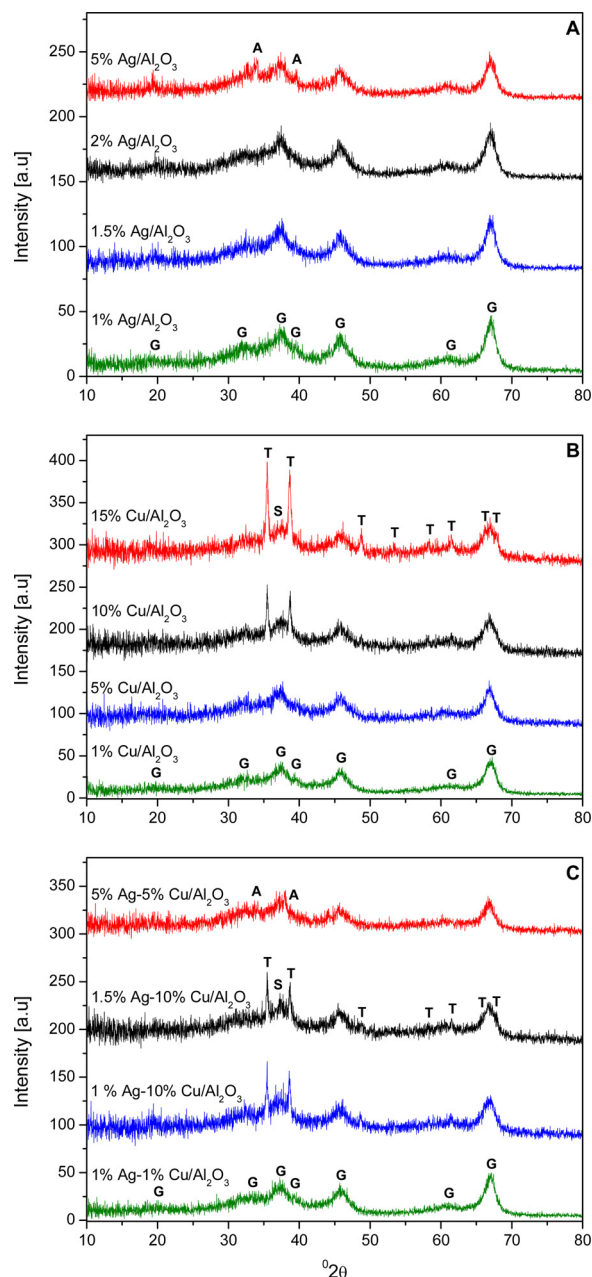 A
250
200
150
100
50
0
Intensity [a.u]
5% Ag/Al₂O₃
A A
2% Ag/Al₂O₃
1.5% Ag/Al₂O₃
1% Ag/Al₂O₃
G G G G G G G
10 20 30 40 50 60 70 80
B
400
350
300
250
200
150
100
50
0
Intensity [a.u]
T T
15% Cu/Al₂O₃
S T T T T T T
10% Cu/Al₂O₃
5% Cu/Al₂O₃
1% Cu/Al₂O₃
G G G G G G G
10 20 30 40 50 60 70 80
C
350
300
250
200
150
100
50
0
Intensity [a.u]
5% Ag-5% Cu/Al₂O₃
A A
T T
1.5% Ag-10% Cu/Al₂O₃
S T T T T T
1 % Ag-10% Cu/Al₂O₃
1% Ag-1% Cu/Al₂O₃
G G G G G G G
10 20 30 40 50 60 70 80
⁰2θ